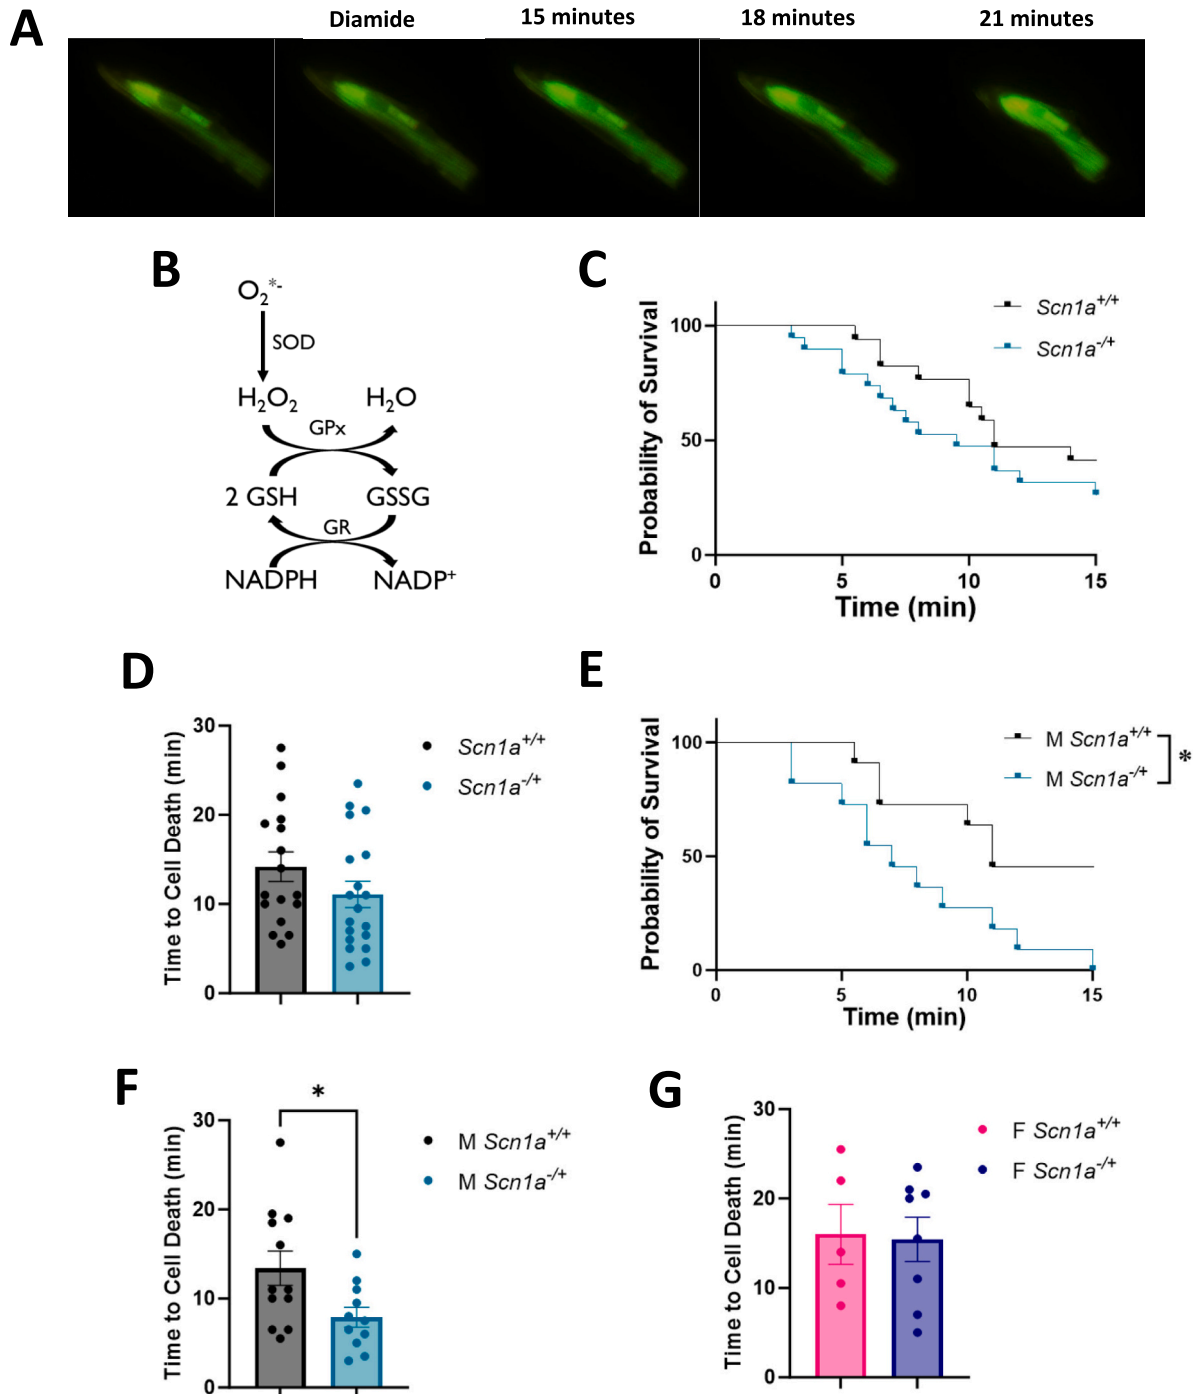 A
Diamide 15 minutes 18 minutes 21 minutes
B
O₂*-
SOD
H₂O₂ H₂O
GPx
2 GSH GSSG
GR
NADPH NADP⁺
C
Probability of Survival
100
50
0
0 5 10 15
Time (min)
Scn1a+/+
Scn1a-/+
D
Time to Cell Death (min)
30
20
10
0
Scn1a+/+
Scn1a-/+
E
Probability of Survival
100
50
0
0 5 10 15
Time (min)
M Scn1a+/+
M Scn1a-/+
*
F
Time to Cell Death (min)
30
20
10
0
*
M Scn1a+/+
M Scn1a-/+
G
Time to Cell Death (min)
30
20
10
0
F Scn1a+/+
F Scn1a-/+